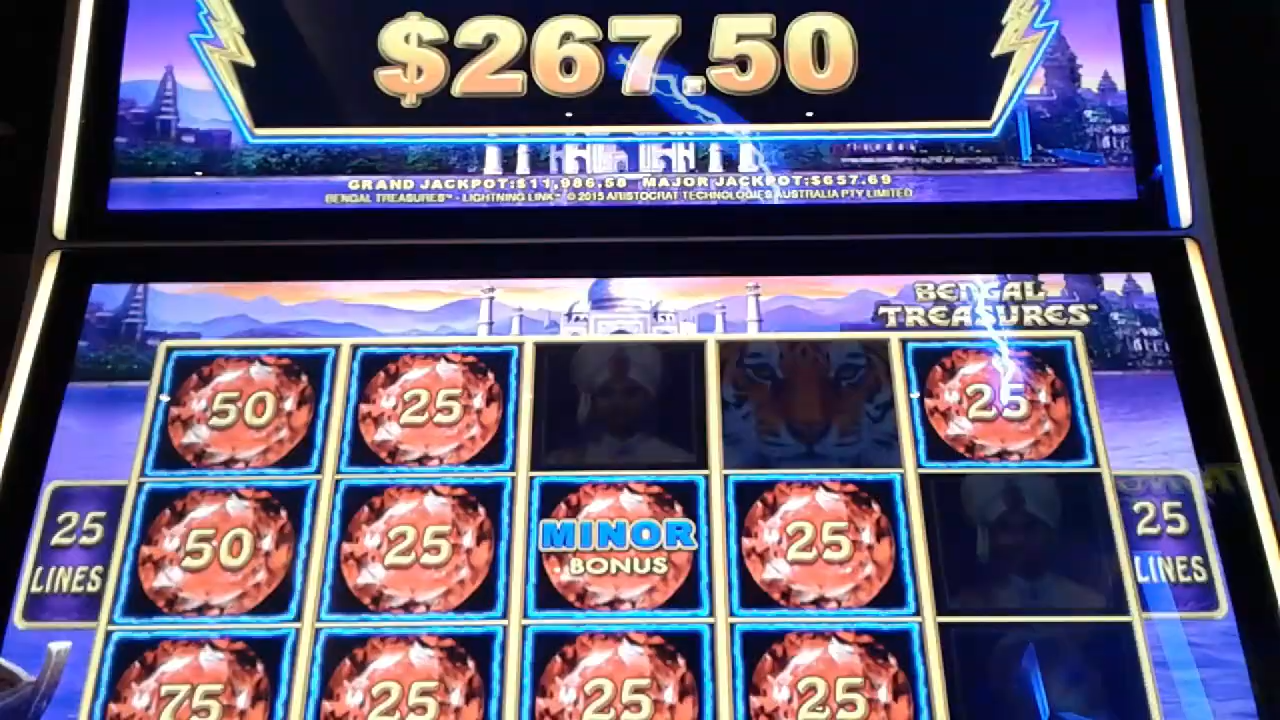 $267.50
GRAND JACKPOT:$11,986.58 MAJOR JACKPOT:$657.69
BENGAL TREASURES™ - LIGHTNING LINK™ © 2015 ARISTOCRAT TECHNOLOGIES AUSTRALIA PTY LIMITED
BENGAL
TREASURES™
50 25 25
25 LINES
50 25 MINOR BONUS 25
25 LINES
75 25 25 25